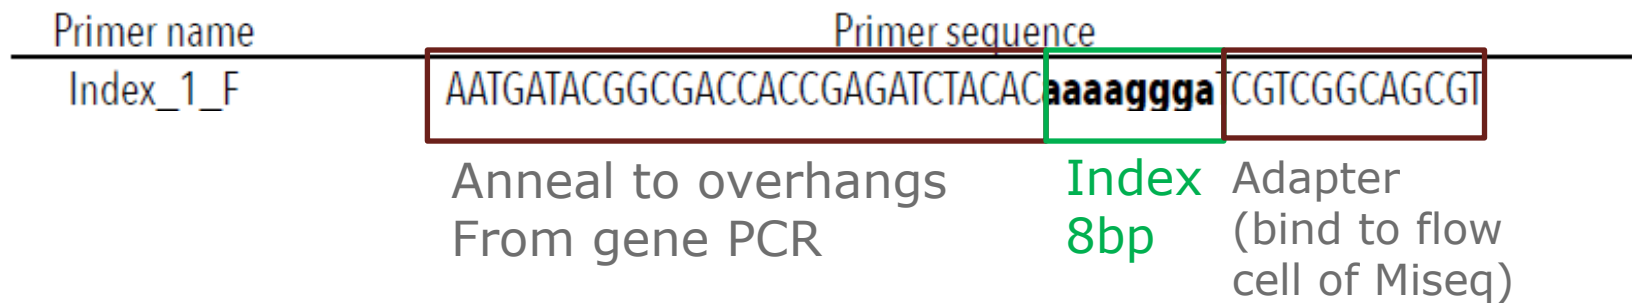 Primer name Primer sequence
Index_1_F AATGATACGGCGACCACCGAGATCTACACaaaagggaTCGTCGGCAGCGT
Anneal to overhangs
From gene PCR
Index
8bp
Adapter
(bind to flow
cell of Miseq)